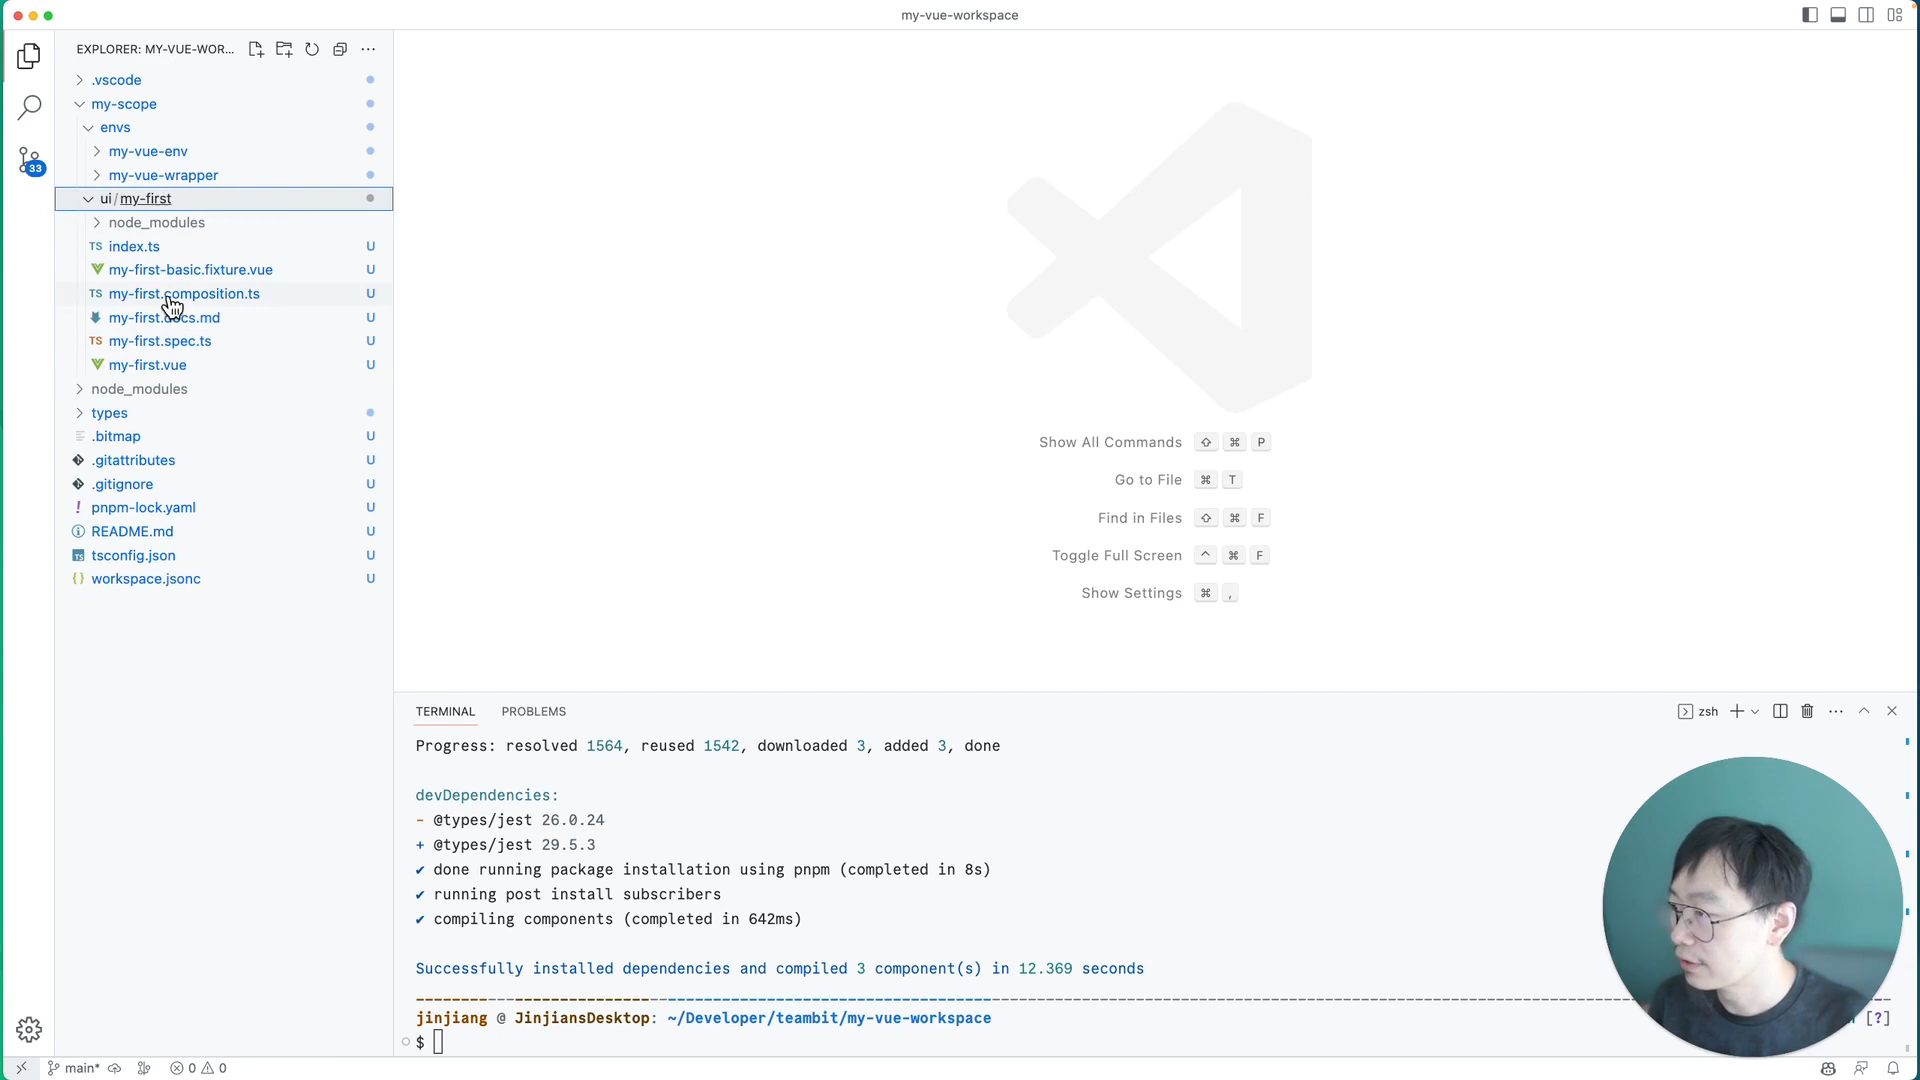 my-vue-workspace
EXPLORER: MY-VUE-WOR...
.vscode
my-scope
envs
my-vue-env
my-vue-wrapper
ui/my-first
node_modules
TS index.ts U
my-first-basic.fixture.vue U
TS my-first.composition.ts U
my-first.docs.md U
TS my-first.spec.ts U
my-first.vue U
node_modules
types
.bitmap U
.gitattributes U
.gitignore U
! pnpm-lock.yaml U
README.md U
TS tsconfig.json U
{} workspace.jsonc U
33
Show All Commands ⇧ ⌘ P
Go to File ⌘ T
Find in Files ⇧ ⌘ F
Toggle Full Screen ^ ⌘ F
Show Settings ⌘ ,
TERMINAL PROBLEMS
zsh
Progress: resolved 1564, reused 1542, downloaded 3, added 3, done
devDependencies:
- @types/jest 26.0.24
+ @types/jest 29.5.3
✔ done running package installation using pnpm (completed in 8s)
✔ running post install subscribers
✔ compiling components (completed in 642ms)
Successfully installed dependencies and compiled 3 component(s) in 12.369 seconds
jinjiang @ JinjiansDesktop: ~/Developer/teambit/my-vue-workspace [?]
$
main* 0 0